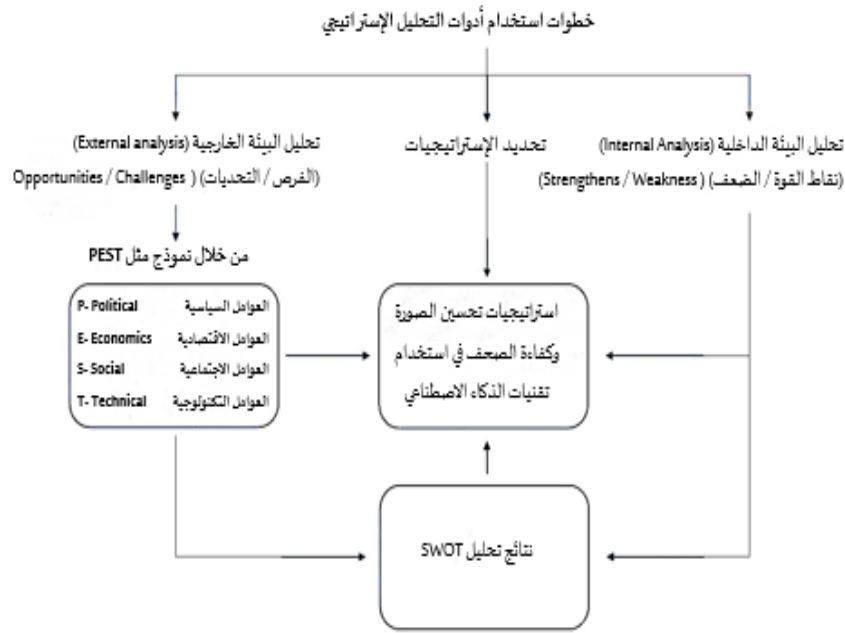 خطوات استخدام أدوات التحليل الإستراتيجي
تحليل البيئة الداخلية (Internal Analysis)
(نقاط القوة / الضعف) (Strengthens / Weakness)
تحديد الإستراتيجيات
تحليل البيئة الخارجية (External analysis)
(الفرص / التحديات) (Opportunities / Challenges
من خلال نموذج مثل PEST
P- Political العوامل السياسية
E- Economics العوامل الاقتصادية
S- Social العوامل الاجتماعية
T- Technical العوامل التكنولوجية
استراتيجيات تحسين الصورة
وكفاءة الصحف في استخدام
تقنيات الذكاء الاصطناعي
نتائج تحليل SWOT